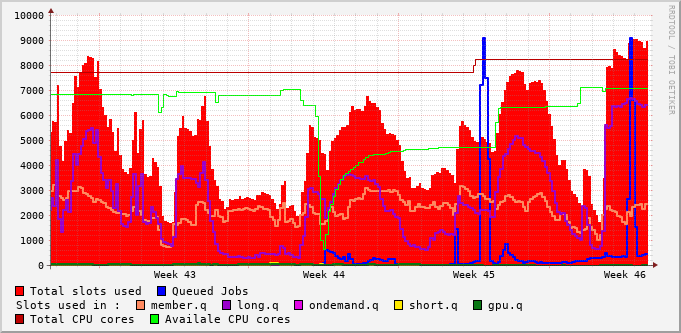 10000
9000
8000
7000
6000
5000
4000
3000
2000
1000
0
Week 43 Week 44 Week 45 Week 46
RRDTOOL / TOBI OETIKER
Total slots used Queued Jobs
Slots used in : member.q long.q ondemand.q short.q gpu.q
Total CPU cores Availale CPU cores